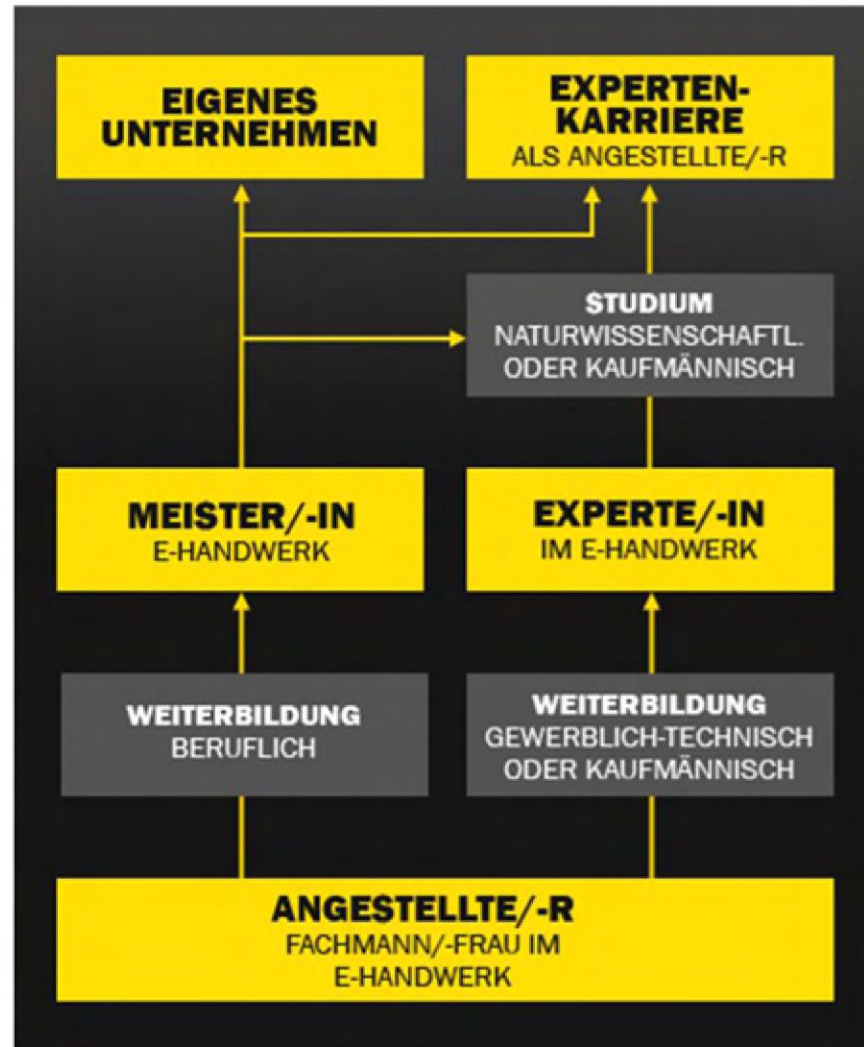 EIGENES
UNTERNEHMEN
EXPERTEN-
KARRIERE
ALS ANGESTELLTE/-R
STUDIUM
NATURWISSENSCHAFTL.
ODER KAUFMÄNNISCH
MEISTER/-IN
E-HANDWERK
EXPERTE/-IN
IM E-HANDWERK
WEITERBILDUNG
BERUFLICH
WEITERBILDUNG
GEWERBLICH-TECHNISCH
ODER KAUFMÄNNISCH
ANGESTELLTE/-R
FACHMANN/-FRAU IM
E-HANDWERK